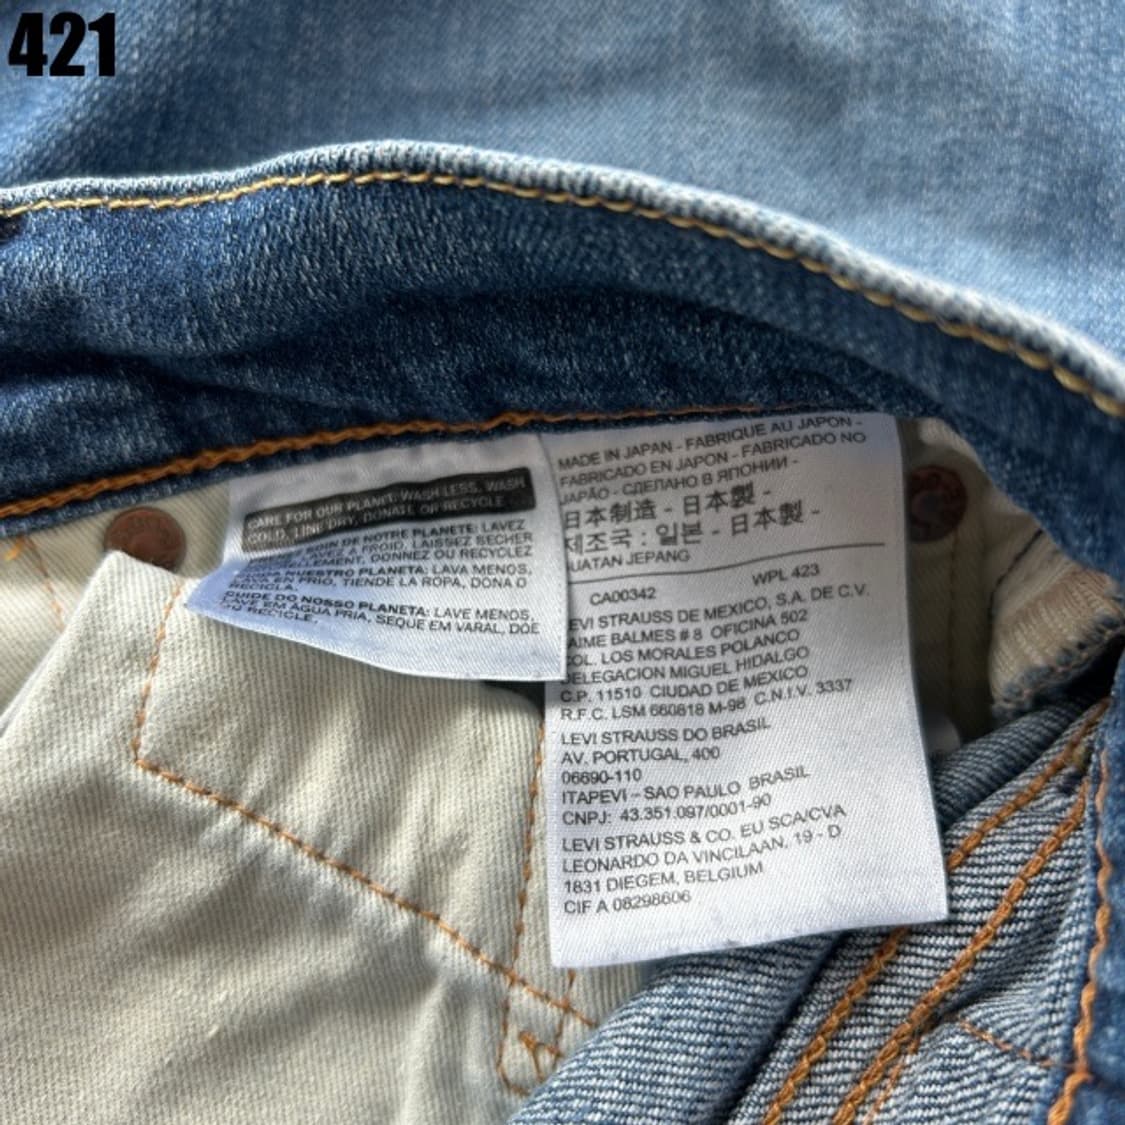 421
CARE FOR OUR PLANET: WASH LESS, WASH
COLD, LINE DRY, DONATE OR RECYCLE.
SOIN DE NOTRE PLANETE: LAVEZ
LAVEZ A FROID, LAISSEZ SECHER
DONNEZ OU RECYCLEZ
NUESTRO PLANETA: LAVA MENOS,
LAVA EN FRIO, TIENDE LA ROPA, DONA O
RECICLA.
GUIDE DO NOSSO PLANETA: LAVE MENOS,
LAVE EM AGUA FRIA, SEQUE EM VARAL, DOE
OU RECICLE.
MADE IN JAPAN - FABRIQUE AU JAPON -
FABRICADO EN JAPON - FABRICADO NO
JAPÃO - СДЕЛАНО В ЯПОНИИ -
日本制造 - 日本製 -
제조국 : 일본 - 日本製 -
UATAN JEPANG
CA00342 WPL 423
LEVI STRAUSS DE MEXICO, S.A. DE C.V.
JAIME BALMES # 8 OFICINA 502
COL. LOS MORALES POLANCO
DELEGACION MIGUEL HIDALGO
C.P. 11510 CIUDAD DE MEXICO
R.F.C. LSM 680818 M-98 C.N.I.V. 3337
LEVI STRAUSS DO BRASIL
AV. PORTUGAL, 400
06690-110
ITAPEVI – SAO PAULO BRASIL
CNPJ: 43.351.097/0001-90
LEVI STRAUSS & CO. EU SCA/CVA
LEONARDO DA VINCILAAN, 19 - D
1831 DIEGEM, BELGIUM
CIF A 08298606